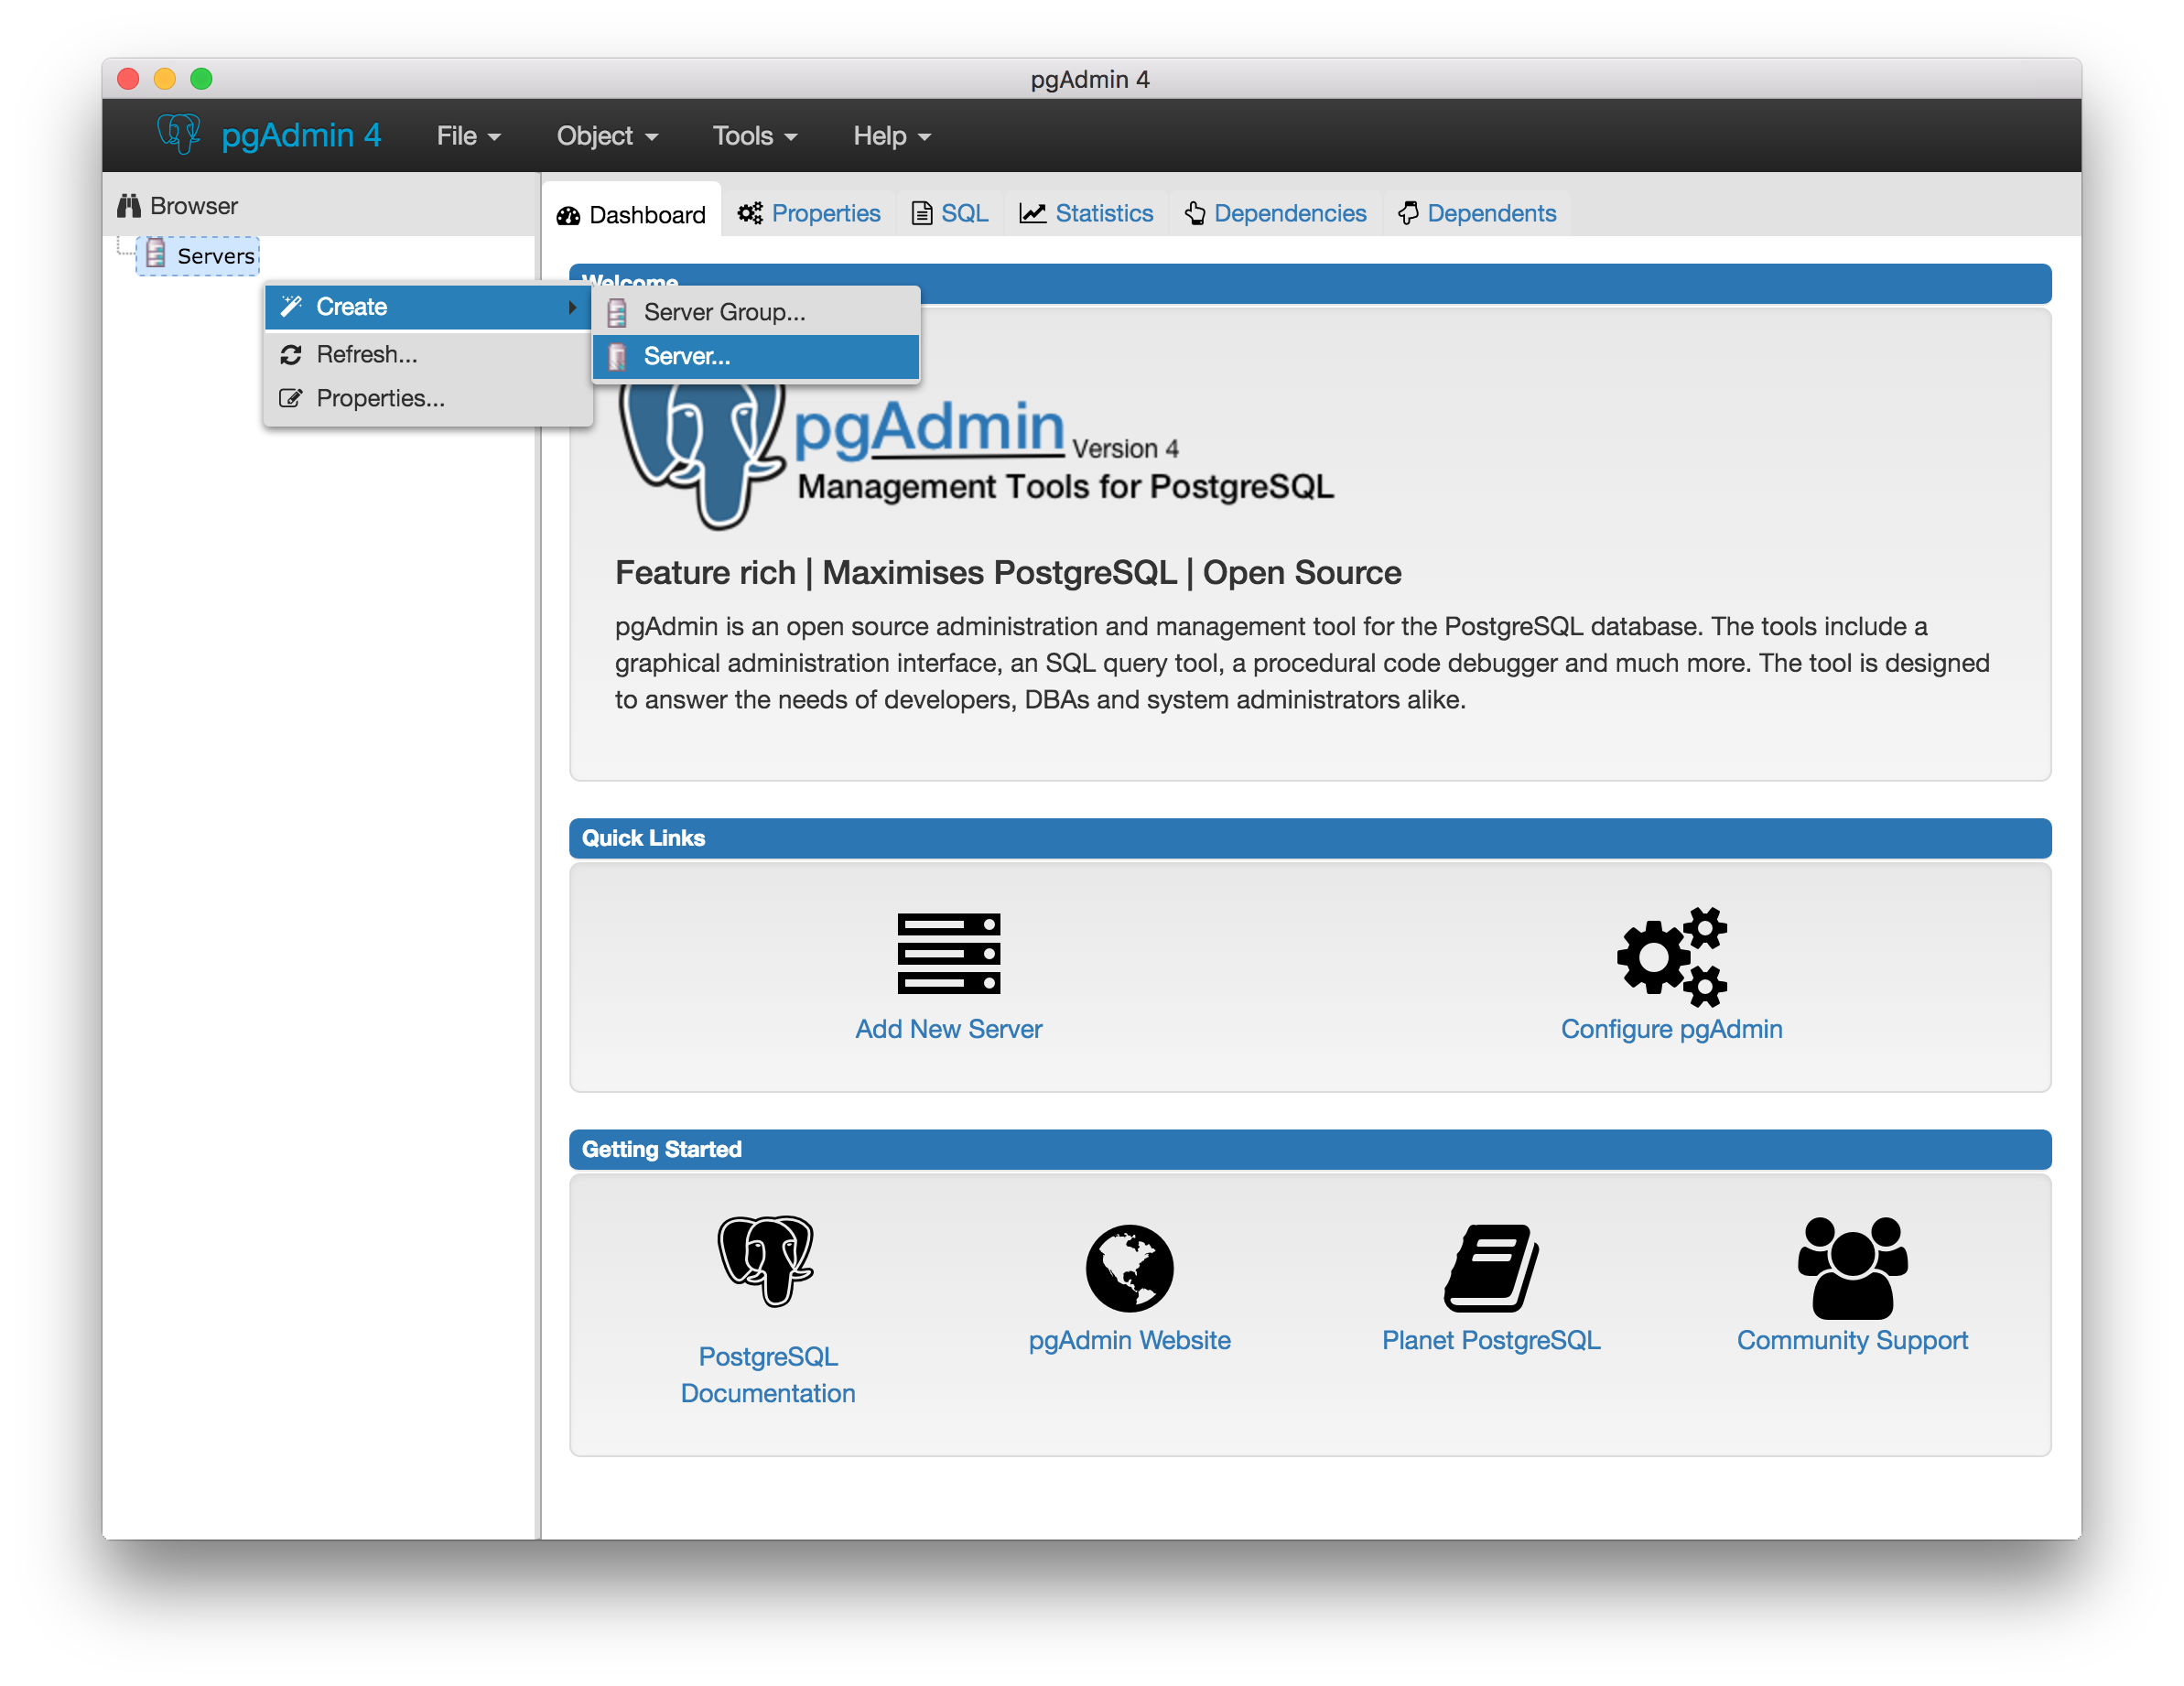 pgAdmin 4
pgAdmin 4 File Object Tools Help
Browser
Dashboard Properties SQL Statistics Dependencies Dependents
Servers
Welcome
Create
Refresh...
Properties...
Server Group...
Server...
pgAdmin Version 4
Management Tools for PostgreSQL
Feature rich | Maximises PostgreSQL | Open Source
pgAdmin is an open source administration and management tool for the PostgreSQL database. The tools include a
graphical administration interface, an SQL query tool, a procedural code debugger and much more. The tool is designed
to answer the needs of developers, DBAs and system administrators alike.
Quick Links
Add New Server
Configure pgAdmin
Getting Started
PostgreSQL
Documentation
pgAdmin Website
Planet PostgreSQL
Community Support